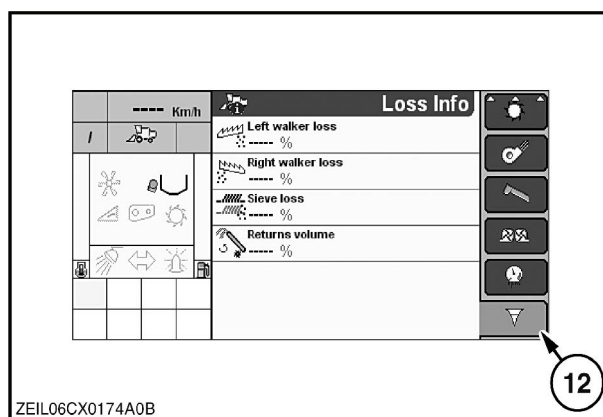 ---- Km/h
Loss Info
I
Left walker loss
----- %
Right walker loss
----- %
Sieve loss
----- %
Returns volume
----- %
12
ZEIL06CX0174A0B